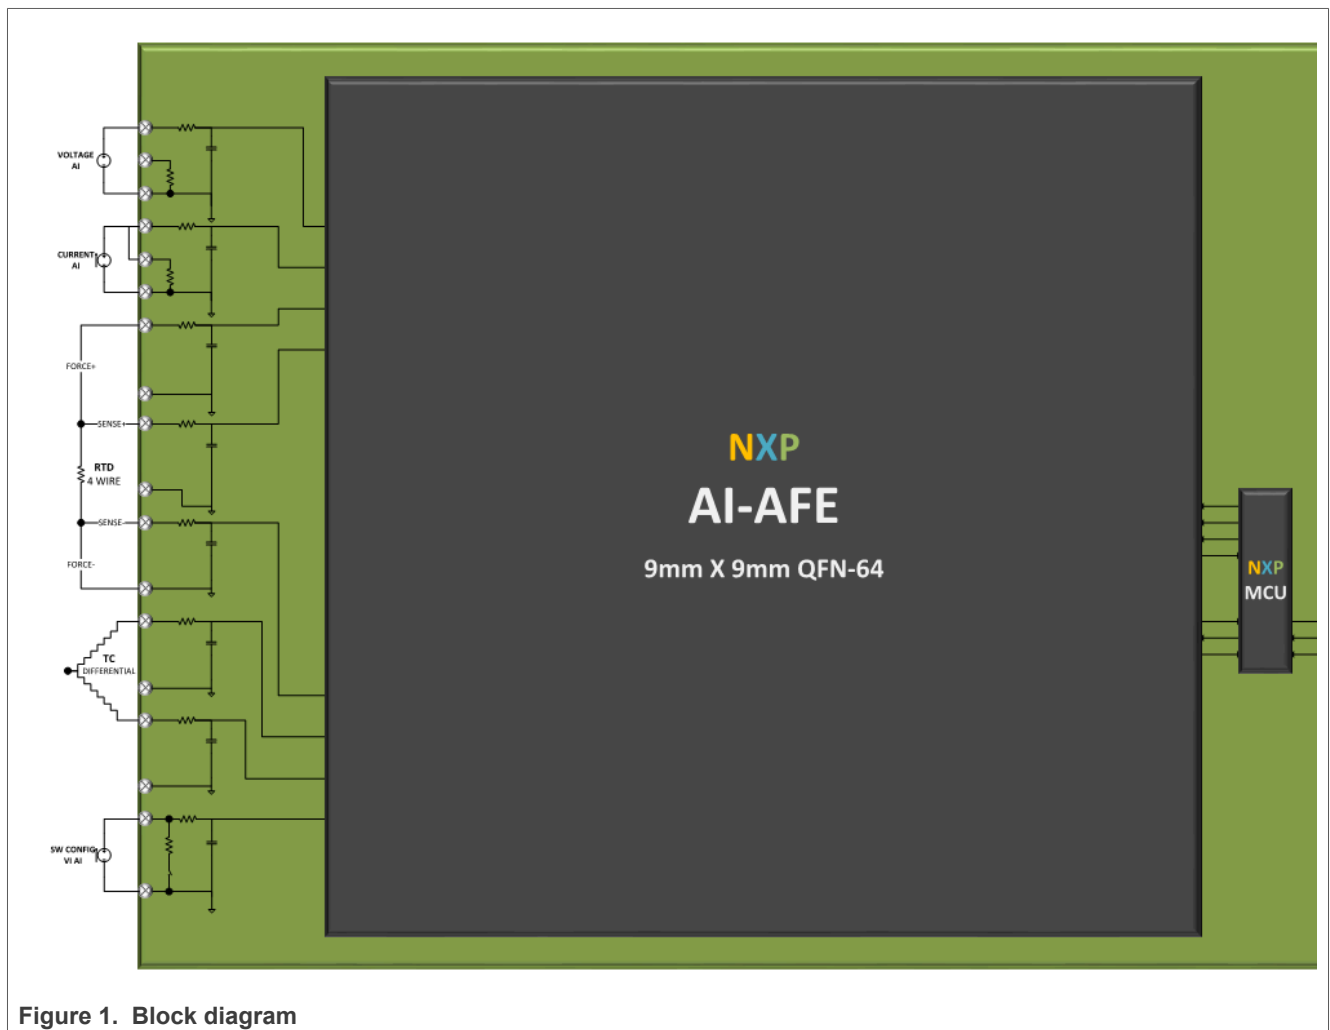 VOLTAGE
AI
CURRENT
AI
FORCE+
SENSE+
RTD
4 WIRE
SENSE-
FORCE-
TC
DIFFERENTIAL
SW CONFIG
VI AI
NXP
AI-AFE
9mm X 9mm QFN-64
NXP
MCU
Figure 1. Block diagram